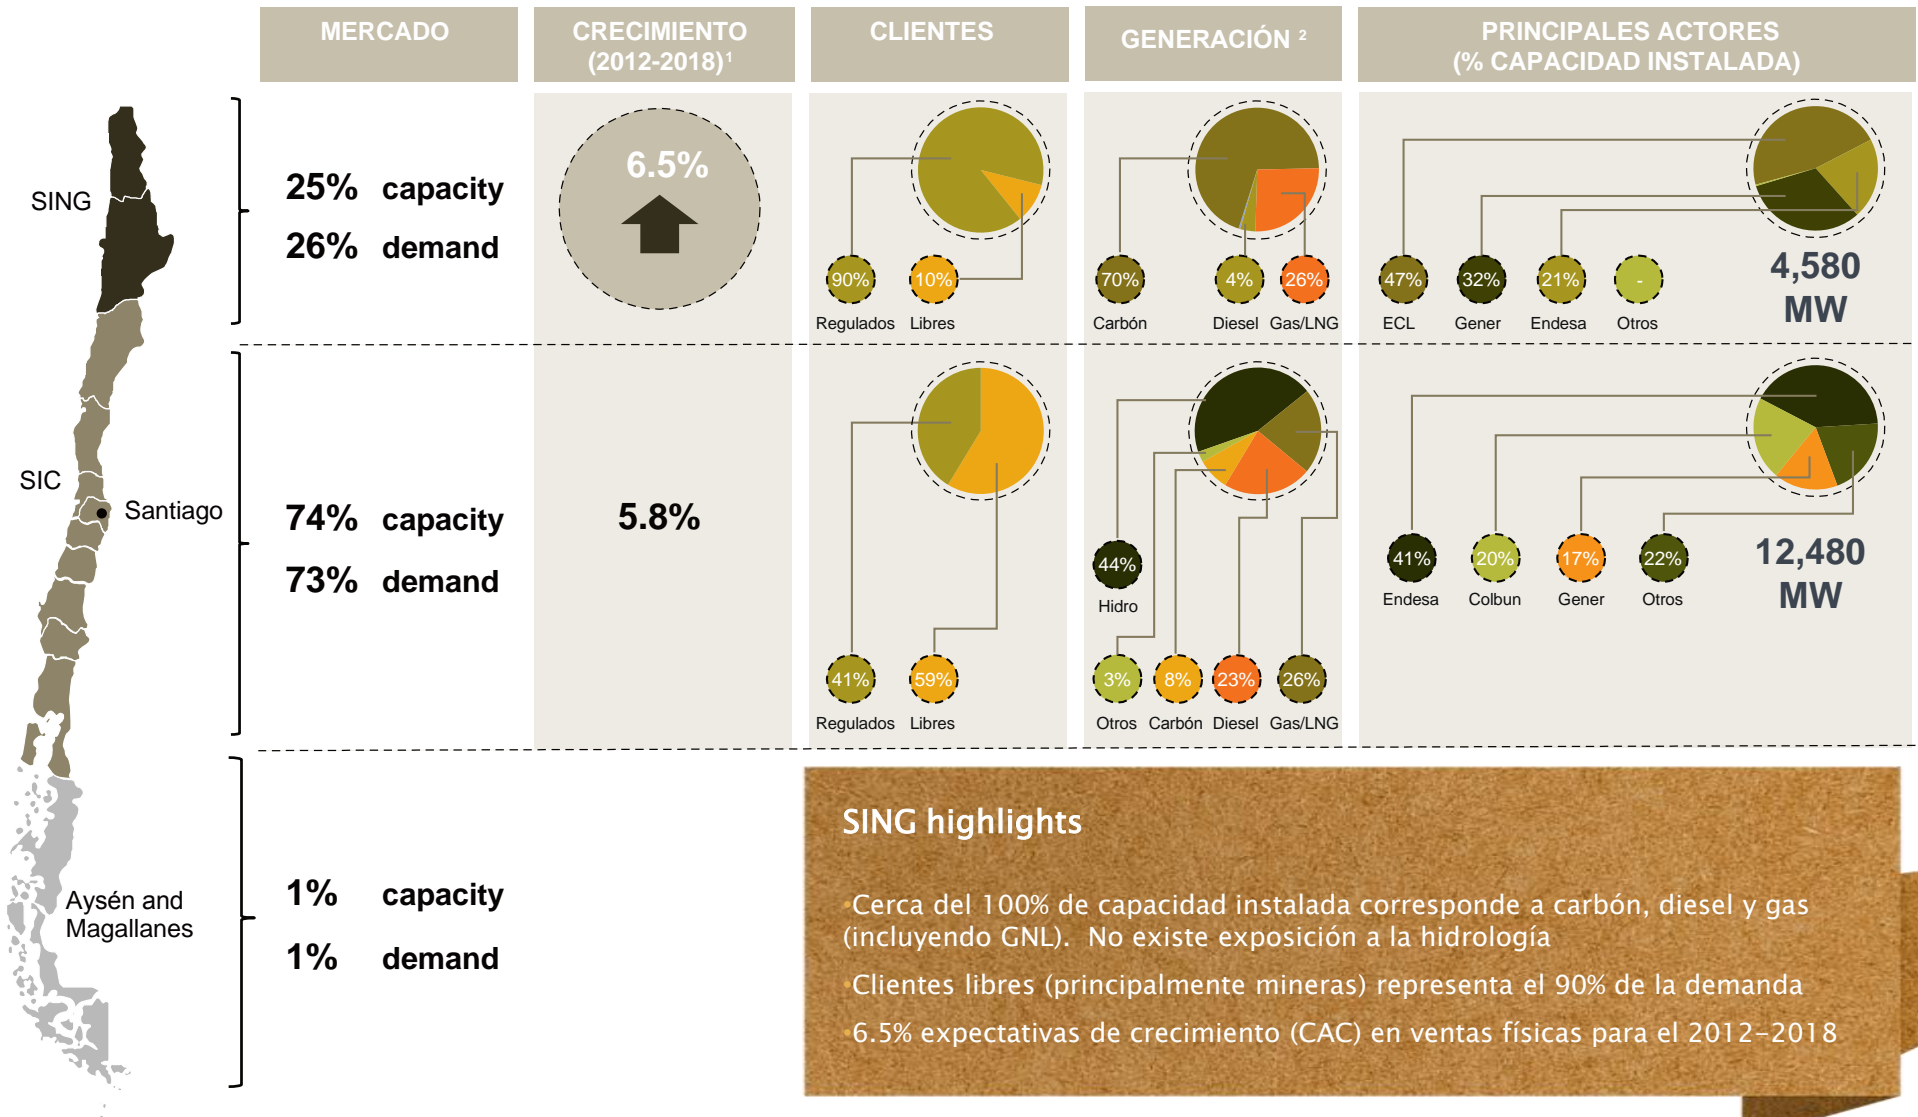 MERCADO
CRECIMIENTO
(2012-2018)¹
CLIENTES
GENERACIÓN ²
PRINCIPALES ACTORES
(% CAPACIDAD INSTALADA)
SING
25% capacity
26% demand
6.5%
90%
10%
Regulados Libres
70%
4%
26%
Carbón Diesel Gas/LNG
47%
32%
21%
-
ECL Gener Endesa Otros
4,580
MW
SIC
Santiago
74% capacity
73% demand
5.8%
41%
59%
Regulados Libres
44%
Hidro
3%
8%
23%
26%
Otros Carbón Diesel Gas/LNG
41%
20%
17%
22%
Endesa Colbun Gener Otros
12,480
MW
Aysén and
Magallanes
1% capacity
1% demand
SING highlights
•Cerca del 100% de capacidad instalada corresponde a carbón, diesel y gas
(incluyendo GNL). No existe exposición a la hidrología
•Clientes libres (principalmente mineras) representa el 90% de la demanda
•6.5% expectativas de crecimiento (CAC) en ventas físicas para el 2012–2018